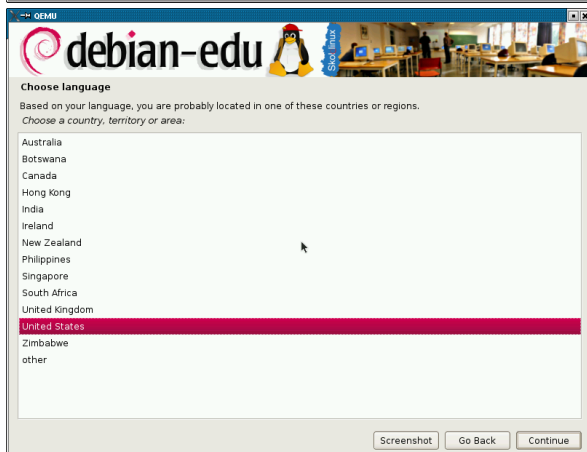 QEMU
debian-edu
Skolelinux
Choose language
Based on your language, you are probably located in one of these countries or regions.
Choose a country, territory or area:
Australia
Botswana
Canada
Hong Kong
India
Ireland
New Zealand
Philippines
Singapore
South Africa
United Kingdom
United States
Zimbabwe
other
Screenshot
Go Back
Continue